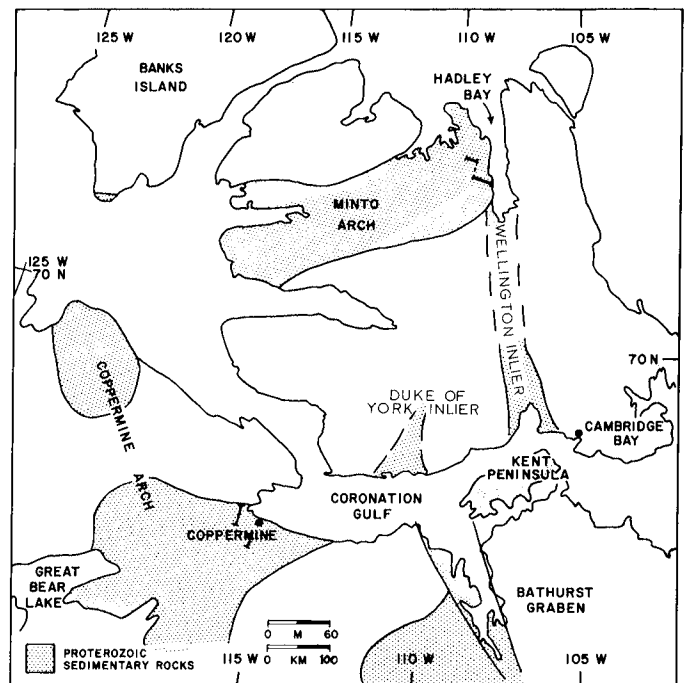 125 W
120 W
115 W
110 W
105 W
BANKS
ISLAND
HADLEY
BAY
MINTO
ARCH
WELLINGTON INLIER
125 W
70 N
70 N
COPPERMINE ARCH
DUKE OF
YORK INLIER
CAMBRIDGE
BAY
KENT
PENINSULA
CORONATION
GULF
COPPERMINE
GREAT
BEAR
LAKE
BATHURST
GRABEN
0 M 60
0 KM 100
PROTEROZOIC
SEDIMENTARY ROCKS
115 W
110 W
105 W